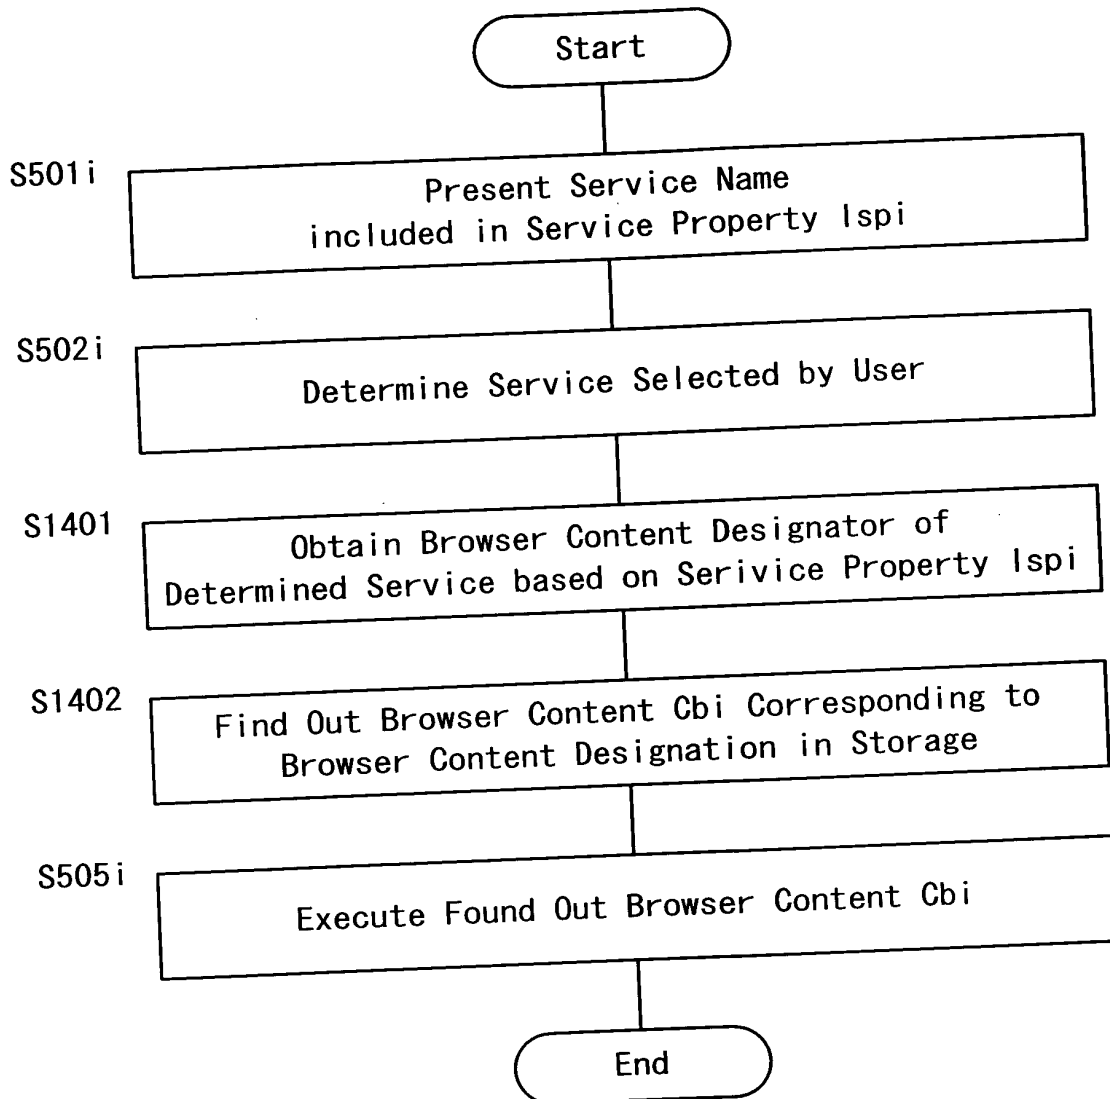 Start
S501i
Present Service Name
included in Service Property Ispi
S502i
Determine Service Selected by User
S1401
Obtain Browser Content Designator of
Determined Service based on Serivice Property Ispi
S1402
Find Out Browser Content Cbi Corresponding to
Browser Content Designation in Storage
S505i
Execute Found Out Browser Content Cbi
End